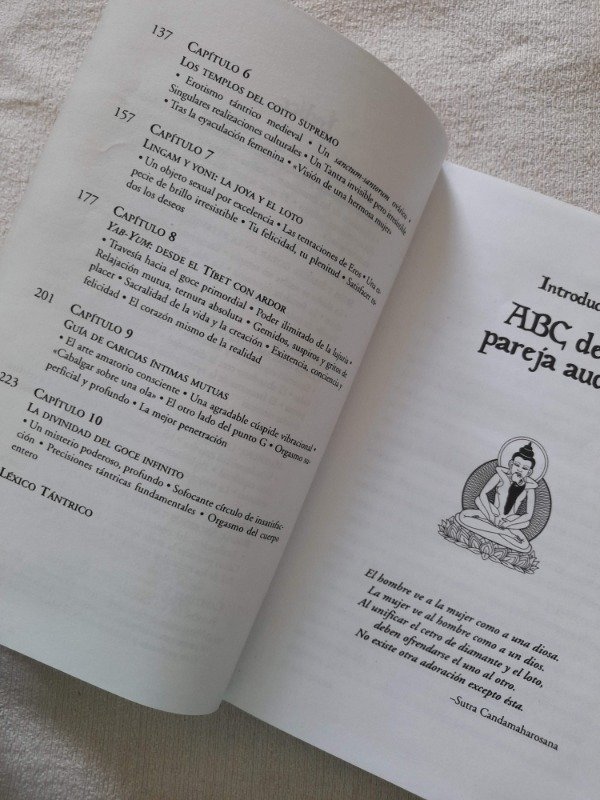 137
CAPÍTULO 6
LOS TEMPLOS DEL COITO SUPREMO
• Erotismo tántrico medieval • Un sanctum-santorum erótico •
Singulares realizaciones culturales • Un Tantra invisible pero irresistible
• Tras la eyaculación femenina • «Visión de una hermosa mujer»
157
CAPÍTULO 7
LINGAM Y YONI: LA JOYA Y EL LOTO
• Un objeto sexual por excelencia • Las tentaciones de Eros • Una es-
pecie de brillo irresistible • Tu felicidad, tu plenitud • Satisfacer to-
dos los deseos
177
CAPÍTULO 8
YAB-YUM: DESDE EL TÍBET CON ARDOR
• Travesía hacia el goce primordial • Poder ilimitado de la lujuria •
Relajación mutua, ternura absoluta • Gemidos, suspiros y gritos de
placer • Sacralidad de la vida y la creación • Existencia, conciencia y
felicidad • El corazón mismo de la realidad
201
CAPÍTULO 9
GUÍA DE CARICIAS ÍNTIMAS MUTUAS
• El arte amatorio consciente • Una agradable cúspide vibracional •
«Cabalgar sobre una ola» • El otro lado del punto G • Orgasmo su-
perficial y profundo • La mejor penetración
223
CAPÍTULO 10
LA DIVINIDAD DEL GOCE INFINITO
• Un misterio poderoso, profundo • Sofocante círculo de insatisfac-
ción • Precisiones tántricas fundamentales • Orgasmo del cuerpo
entero
LÉXICO TÁNTRICO
Introduc
ABC de
pareja aud
El hombre ve a la mujer como a una diosa.
La mujer ve al hombre como a un dios.
Al unificar el cetro de diamante y el loto,
deben ofrendarse el uno al otro.
No existe otra adoración excepto ésta.
–Sutra Candamaharosana